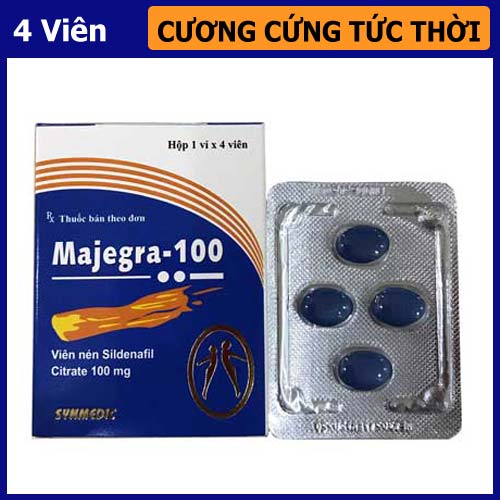 4 Viên
CƯƠNG CỨNG TỨC THỜI
Hộp 1 vỉ x 4 viên
Rx Thuốc bán theo đơn
Majegra-100
Viên nén Sildenafil
Citrate 100 mg
SYNMEDIC